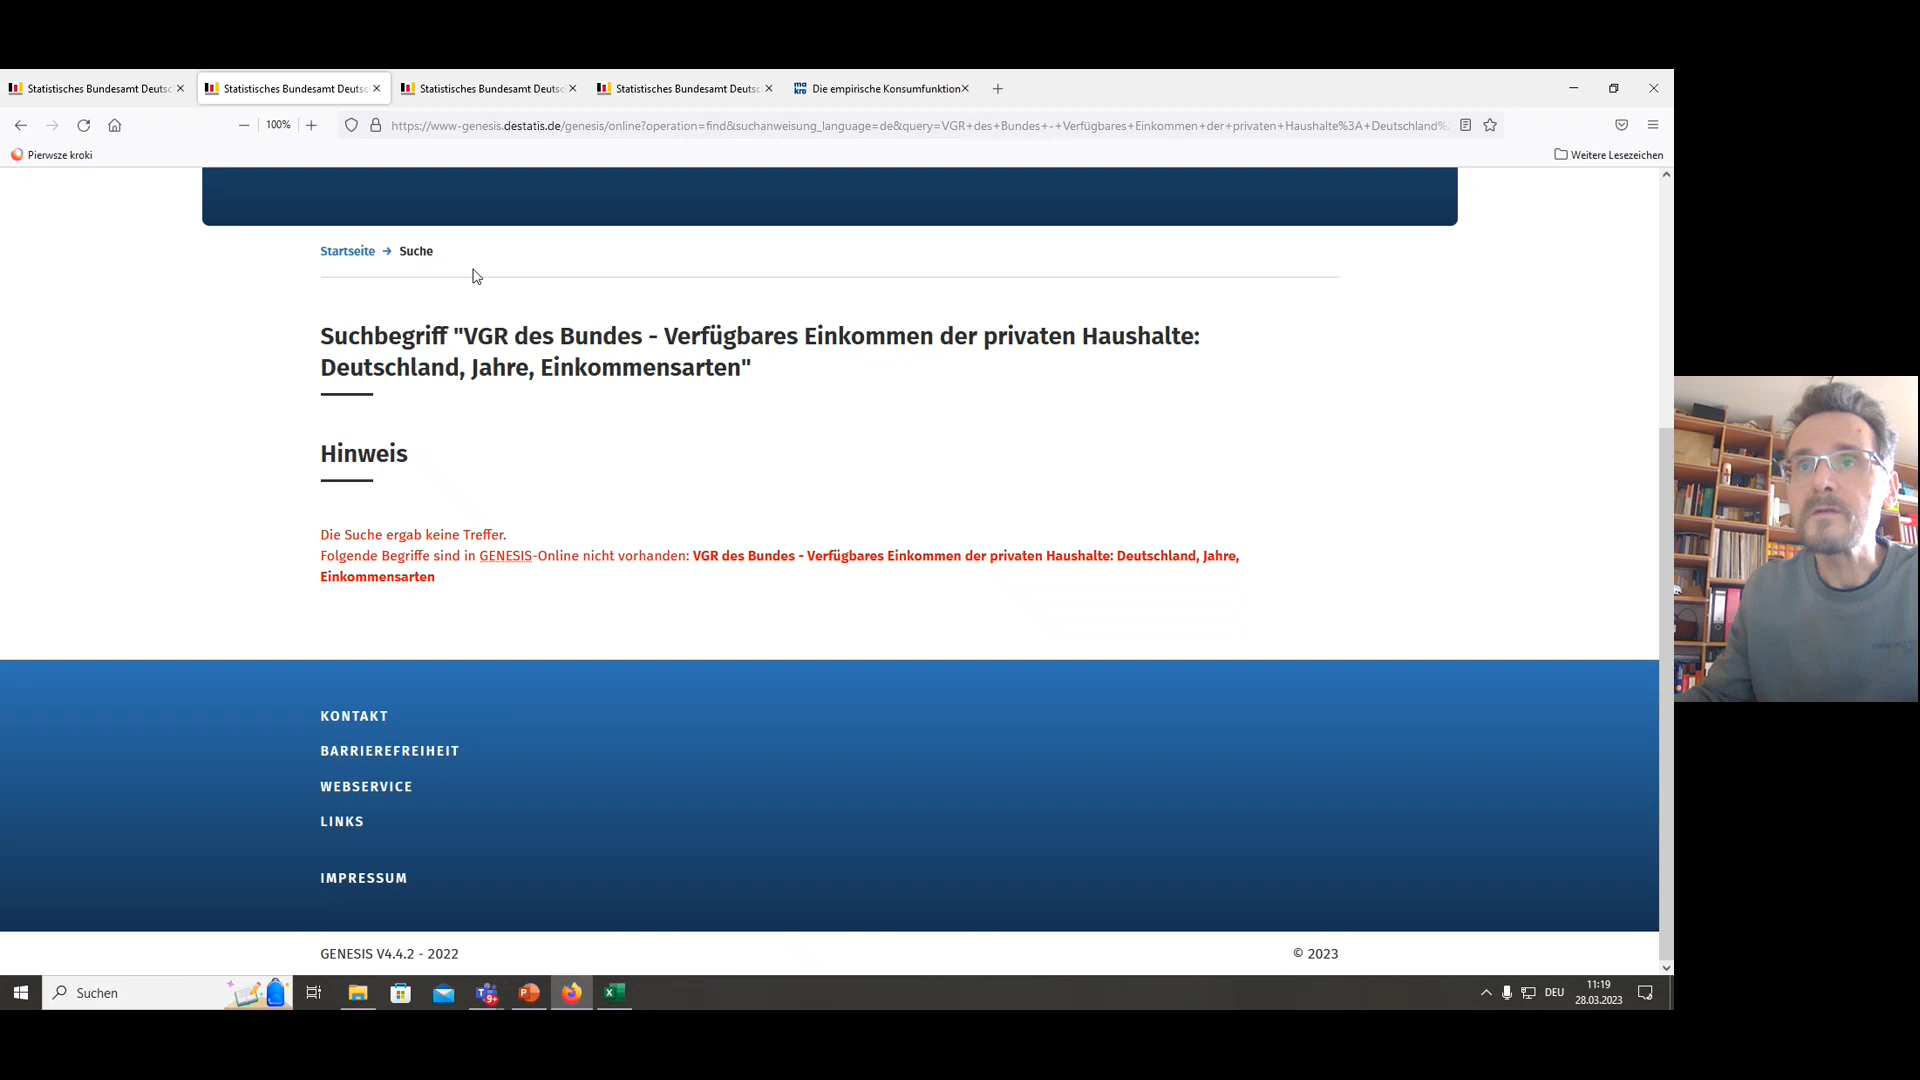 Statistisches Bundesamt Deutsc
Statistisches Bundesamt Deutsc
Statistisches Bundesamt Deutsc
Statistisches Bundesamt Deutsc
Die empirische Konsumfunktion
100%
https://www-genesis.destatis.de/genesis/online?operation=find&suchanweisung_language=de&query=VGR+des+Bundes+-+Verfügbares+Einkommen+der+privaten+Haushalte%3A+Deutschland%
Pierwsze kroki
Weitere Lesezeichen
Startseite → Suche
Suchbegriff "VGR des Bundes - Verfügbares Einkommen der privaten Haushalte:
Deutschland, Jahre, Einkommensarten"
Hinweis
Die Suche ergab keine Treffer.
Folgende Begriffe sind in GENESIS-Online nicht vorhanden: VGR des Bundes - Verfügbares Einkommen der privaten Haushalte: Deutschland, Jahre,
Einkommensarten
KONTAKT
BARRIEREFREIHEIT
WEBSERVICE
LINKS
IMPRESSUM
GENESIS V4.4.2 - 2022
© 2023
Suchen
DEU
11:19
28.03.2023